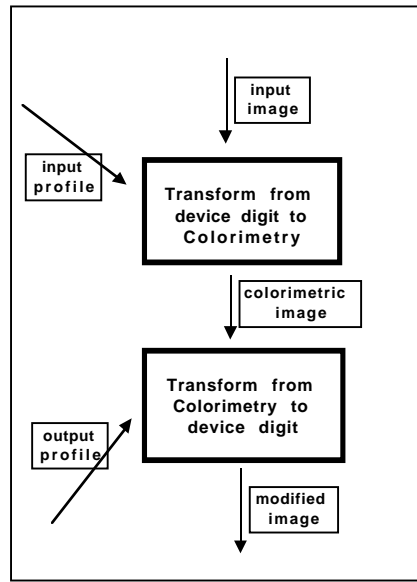 input
image
input
profile
Transform from
device digit to
Colorimetry
colorimetric
image
Transform from
Colorimetry to
device digit
output
profile
modified
image